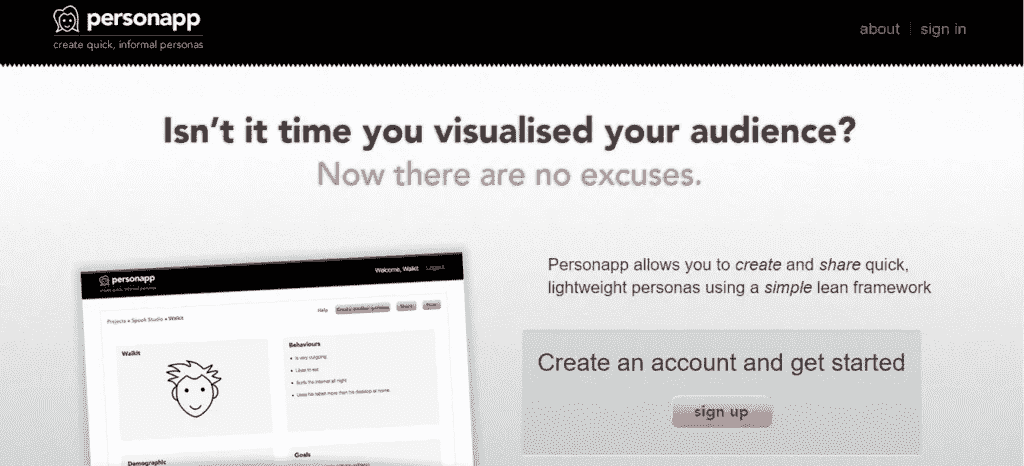 personapp
create quick, informal personas
about
sign in
Isn't it time you visualised your audience?
Now there are no excuses.
personapp
create quick, informal personas
Welcome, Walkit
Logout
Projects
Spook Studio
Walkit
Help
Create another persona
Share
Walkit
Behaviours
Is very outgoing
Likes to eat
Surfs the internet all night
Uses his tablet more than his desktop at home
Demographic
Goals
Personapp allows you to create and share quick,
lightweight personas using a simple lean framework
Create an account and get started
sign up